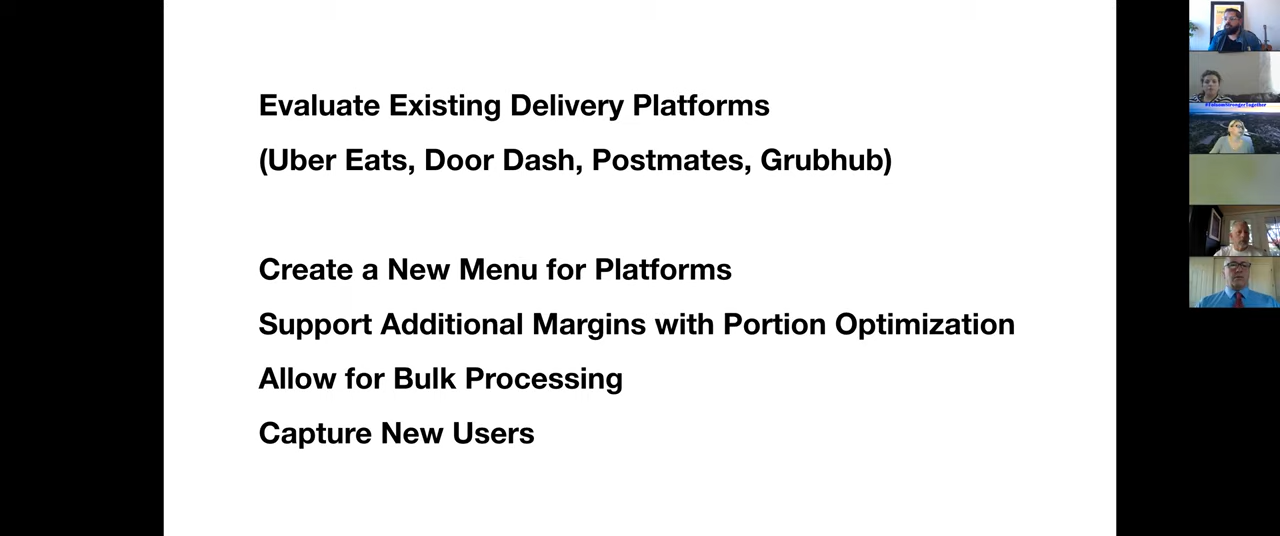 Evaluate Existing Delivery Platforms
(Uber Eats, Door Dash, Postmates, Grubhub)
Create a New Menu for Platforms
Support Additional Margins with Portion Optimization
Allow for Bulk Processing
Capture New Users
#FolsomStrongerTogether